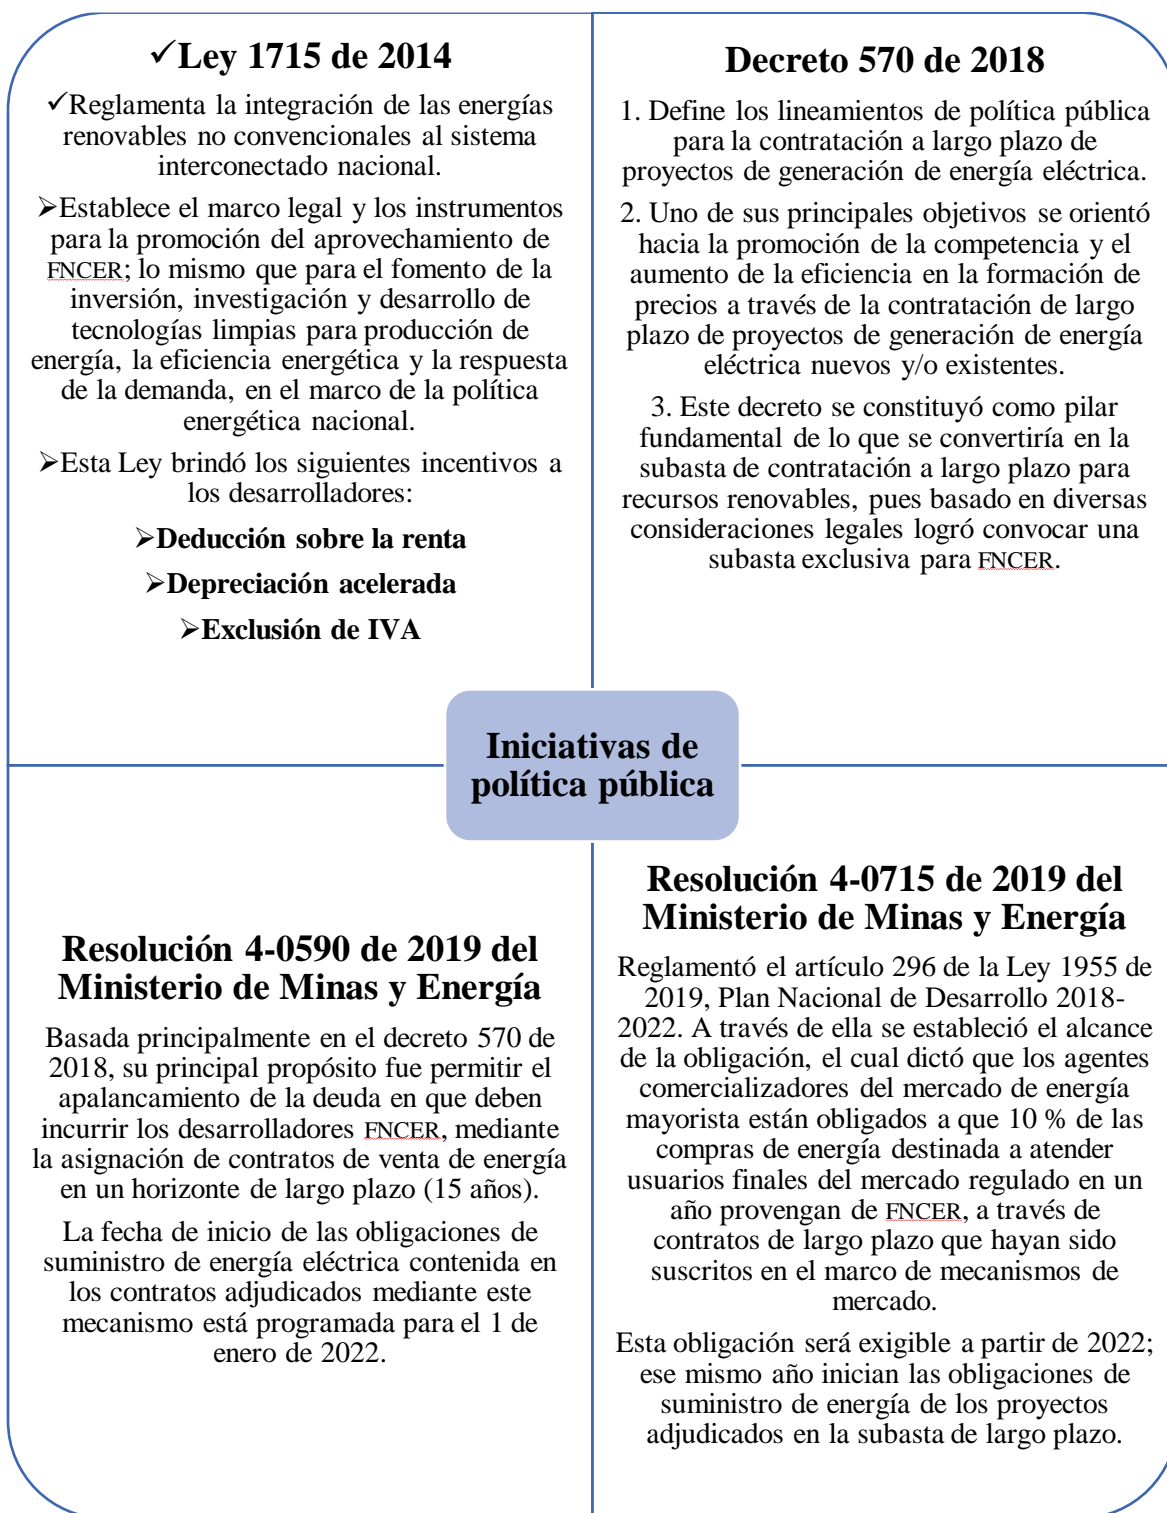 ✓Ley 1715 de 2014
✓Reglamenta la integración de las energías
renovables no convencionales al sistema
interconectado nacional.
➢Establece el marco legal y los instrumentos
para la promoción del aprovechamiento de
FNCER; lo mismo que para el fomento de la
inversión, investigación y desarrollo de
tecnologías limpias para producción de
energía, la eficiencia energética y la respuesta
de la demanda, en el marco de la política
energética nacional.
➢Esta Ley brindó los siguientes incentivos a
los desarrolladores:
➢Deducción sobre la renta
➢Depreciación acelerada
➢Exclusión de IVA
Decreto 570 de 2018
1. Define los lineamientos de política pública
para la contratación a largo plazo de
proyectos de generación de energía eléctrica.
2. Uno de sus principales objetivos se orientó
hacia la promoción de la competencia y el
aumento de la eficiencia en la formación de
precios a través de la contratación de largo
plazo de proyectos de generación de energía
eléctrica nuevos y/o existentes.
3. Este decreto se constituyó como pilar
fundamental de lo que se convertiría en la
subasta de contratación a largo plazo para
recursos renovables, pues basado en diversas
consideraciones legales logró convocar una
subasta exclusiva para FNCER.
Iniciativas de
política pública
Resolución 4-0590 de 2019 del
Ministerio de Minas y Energía
Basada principalmente en el decreto 570 de
2018, su principal propósito fue permitir el
apalancamiento de la deuda en que deben
incurrir los desarrolladores FNCER, mediante
la asignación de contratos de venta de energía
en un horizonte de largo plazo (15 años).
La fecha de inicio de las obligaciones de
suministro de energía eléctrica contenida en
los contratos adjudicados mediante este
mecanismo está programada para el 1 de
enero de 2022.
Resolución 4-0715 de 2019 del
Ministerio de Minas y Energía
Reglamentó el artículo 296 de la Ley 1955 de
2019, Plan Nacional de Desarrollo 2018-
2022. A través de ella se estableció el alcance
de la obligación, el cual dictó que los agentes
comercializadores del mercado de energía
mayorista están obligados a que 10 % de las
compras de energía destinada a atender
usuarios finales del mercado regulado en un
año provengan de FNCER, a través de
contratos de largo plazo que hayan sido
suscritos en el marco de mecanismos de
mercado.
Esta obligación será exigible a partir de 2022;
ese mismo año inician las obligaciones de
suministro de energía de los proyectos
adjudicados en la subasta de largo plazo.